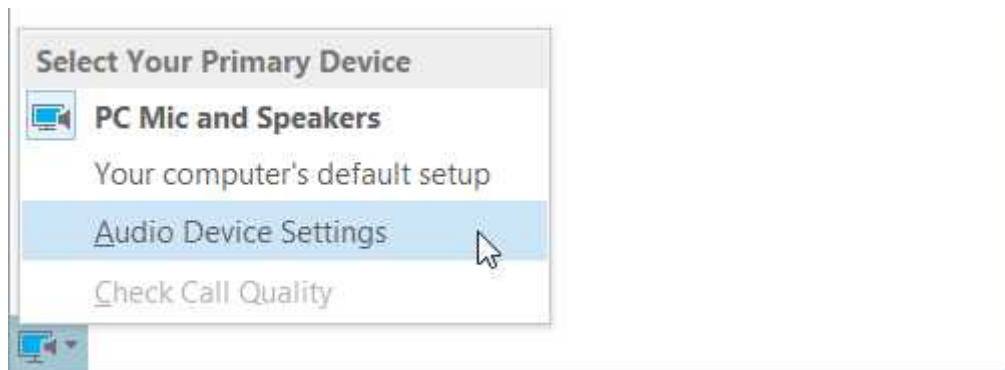 Select Your Primary Device
PC Mic and Speakers
Your computer's default setup
Audio Device Settings
Check Call Quality